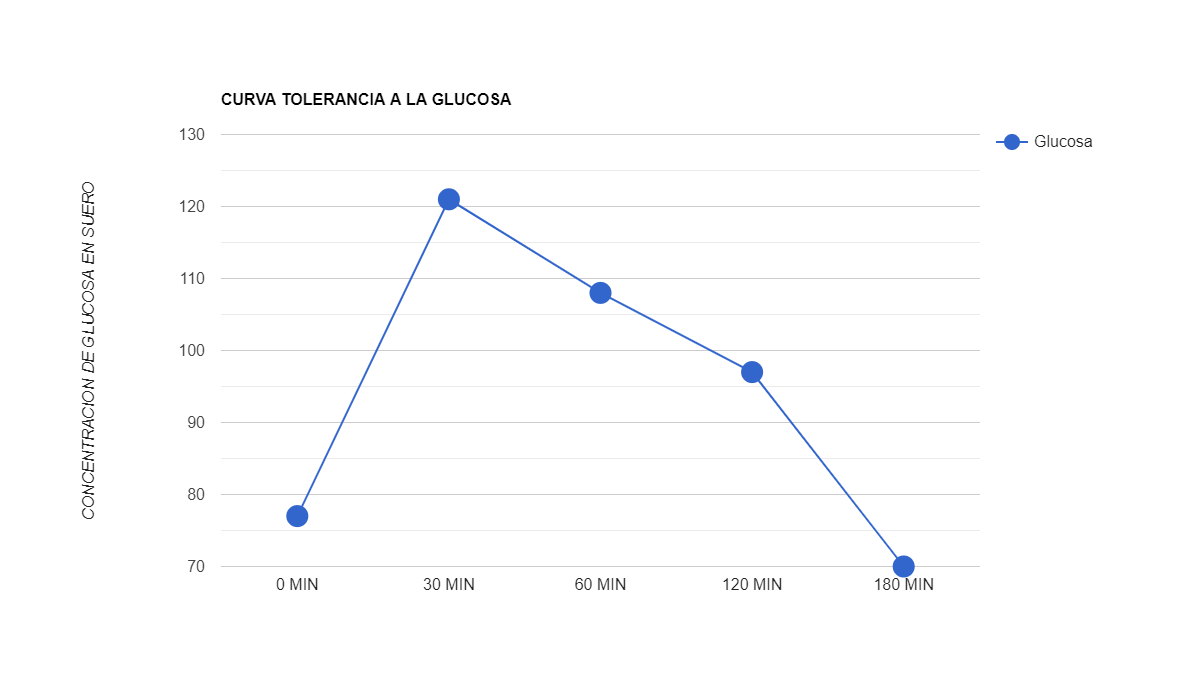 CURVA TOLERANCIA A LA GLUCOSA
Glucosa
CONCENTRACION DE GLUCOSA EN SUERO
130
120
110
100
90
80
70
0 MIN
30 MIN
60 MIN
120 MIN
180 MIN